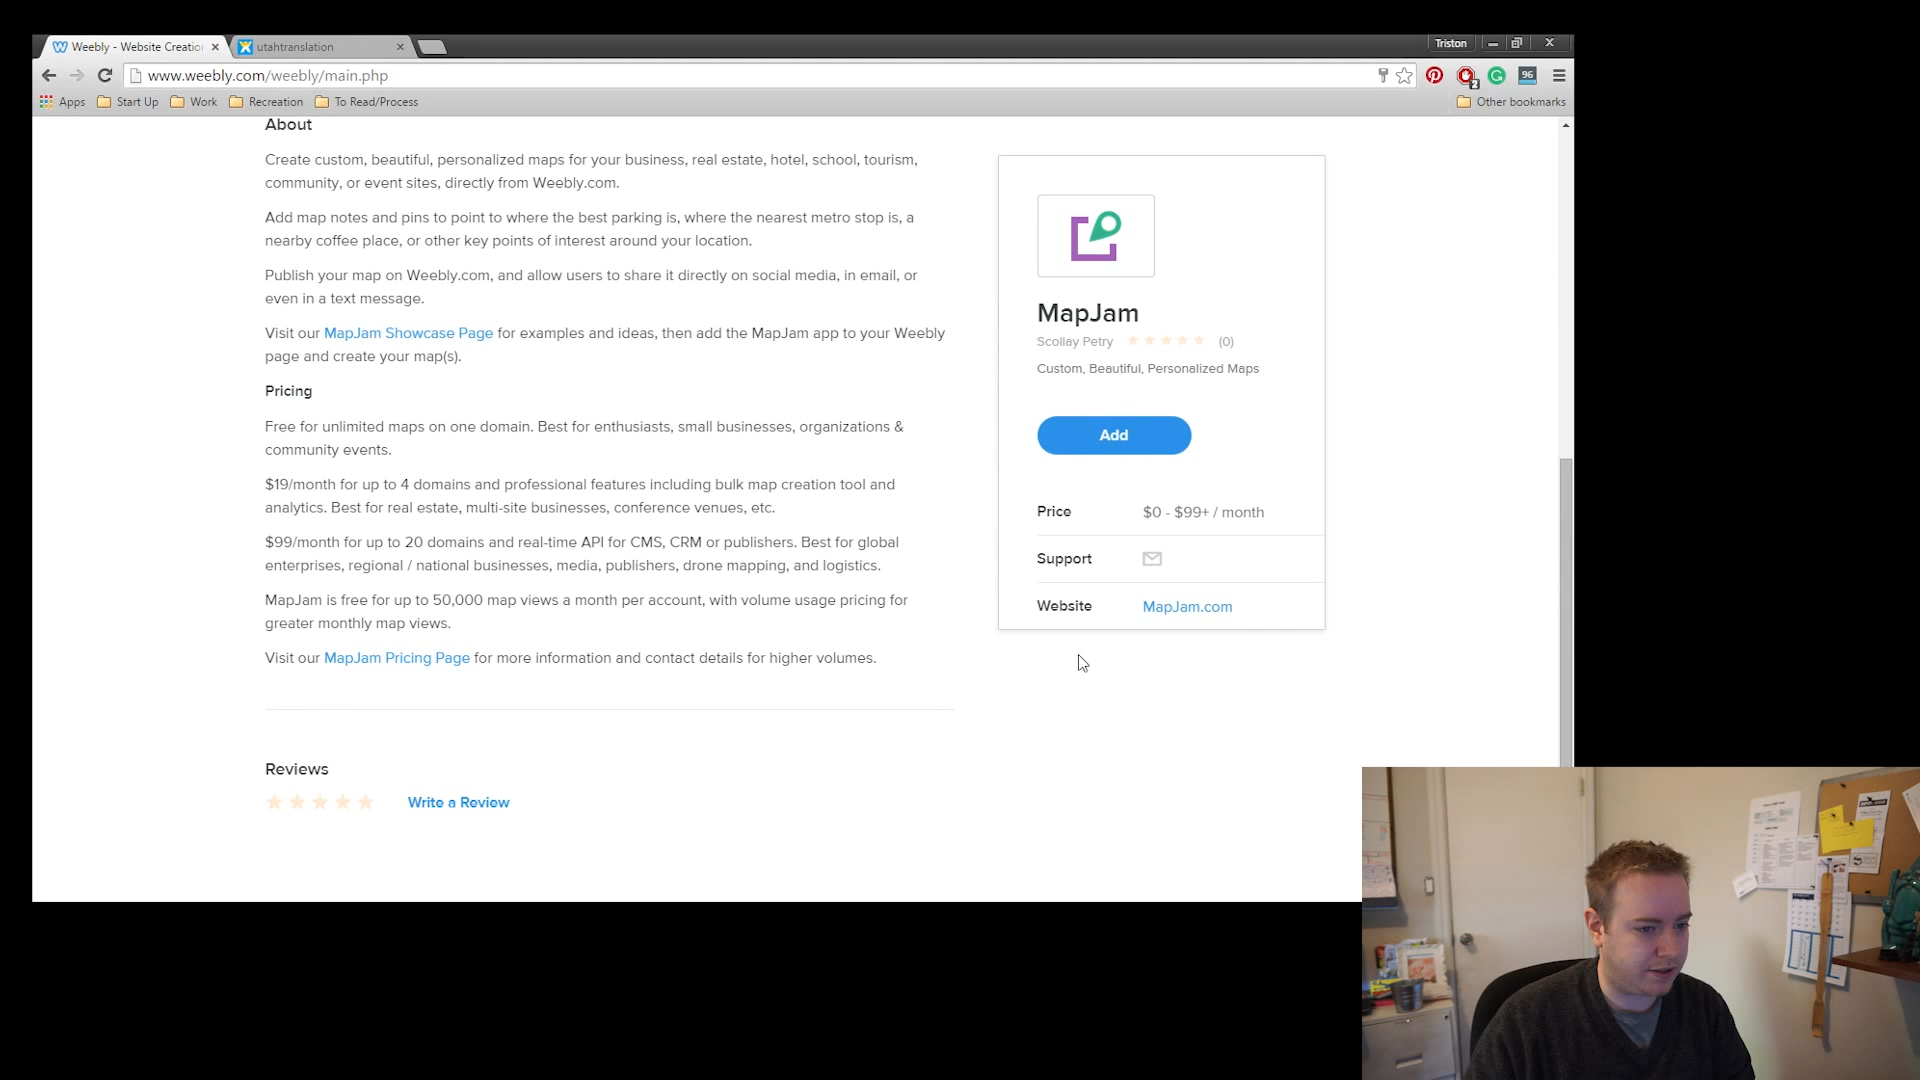 Weebly - Website Creatio
utahtranslation
Triston
www.weebly.com/weebly/main.php
2
96
Apps
Start Up
Work
Recreation
To Read/Process
Other bookmarks
About
Create custom, beautiful, personalized maps for your business, real estate, hotel, school, tourism,
community, or event sites, directly from Weebly.com.
Add map notes and pins to point to where the best parking is, where the nearest metro stop is, a
nearby coffee place, or other key points of interest around your location.
Publish your map on Weebly.com, and allow users to share it directly on social media, in email, or
even in a text message.
Visit our MapJam Showcase Page for examples and ideas, then add the MapJam app to your Weebly
page and create your map(s).
Pricing
Free for unlimited maps on one domain. Best for enthusiasts, small businesses, organizations &
community events.
$19/month for up to 4 domains and professional features including bulk map creation tool and
analytics. Best for real estate, multi-site businesses, conference venues, etc.
$99/month for up to 20 domains and real-time API for CMS, CRM or publishers. Best for global
enterprises, regional / national businesses, media, publishers, drone mapping, and logistics.
MapJam is free for up to 50,000 map views a month per account, with volume usage pricing for
greater monthly map views.
Visit our MapJam Pricing Page for more information and contact details for higher volumes.
Reviews
Write a Review
MapJam
Scollay Petry
(0)
Custom, Beautiful, Personalized Maps
Add
Price
$0 - $99+ / month
Support
Website
MapJam.com